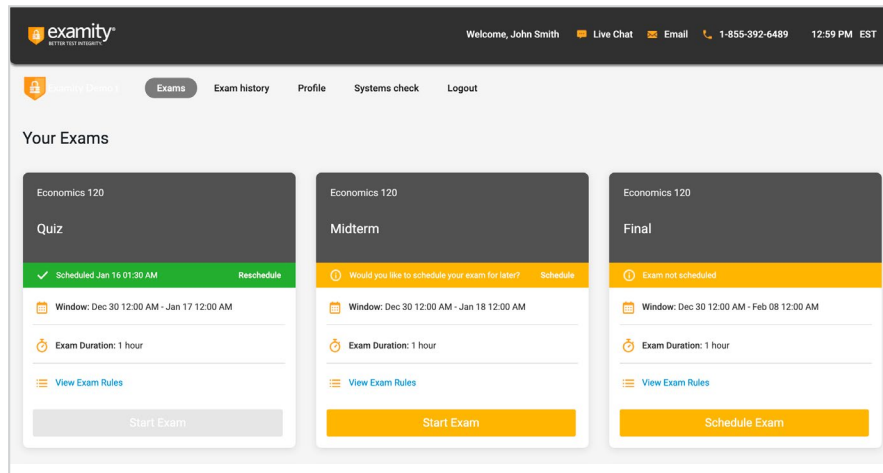 examity®
BETTER TEST INTEGRITY
Welcome, John Smith
Live Chat
Email
1-855-392-6489
12:59 PM EST
Exams
Exam history
Profile
Systems check
Logout
Your Exams
Economics 120
Quiz
Scheduled Jan 16 01:30 AM
Reschedule
Window: Dec 30 12:00 AM - Jan 17 12:00 AM
Exam Duration: 1 hour
View Exam Rules
Start Exam
Economics 120
Midterm
Would you like to schedule your exam for later?
Schedule
Window: Dec 30 12:00 AM - Jan 18 12:00 AM
Exam Duration: 1 hour
View Exam Rules
Start Exam
Economics 120
Final
Exam not scheduled
Window: Dec 30 12:00 AM - Feb 08 12:00 AM
Exam Duration: 1 hour
View Exam Rules
Schedule Exam